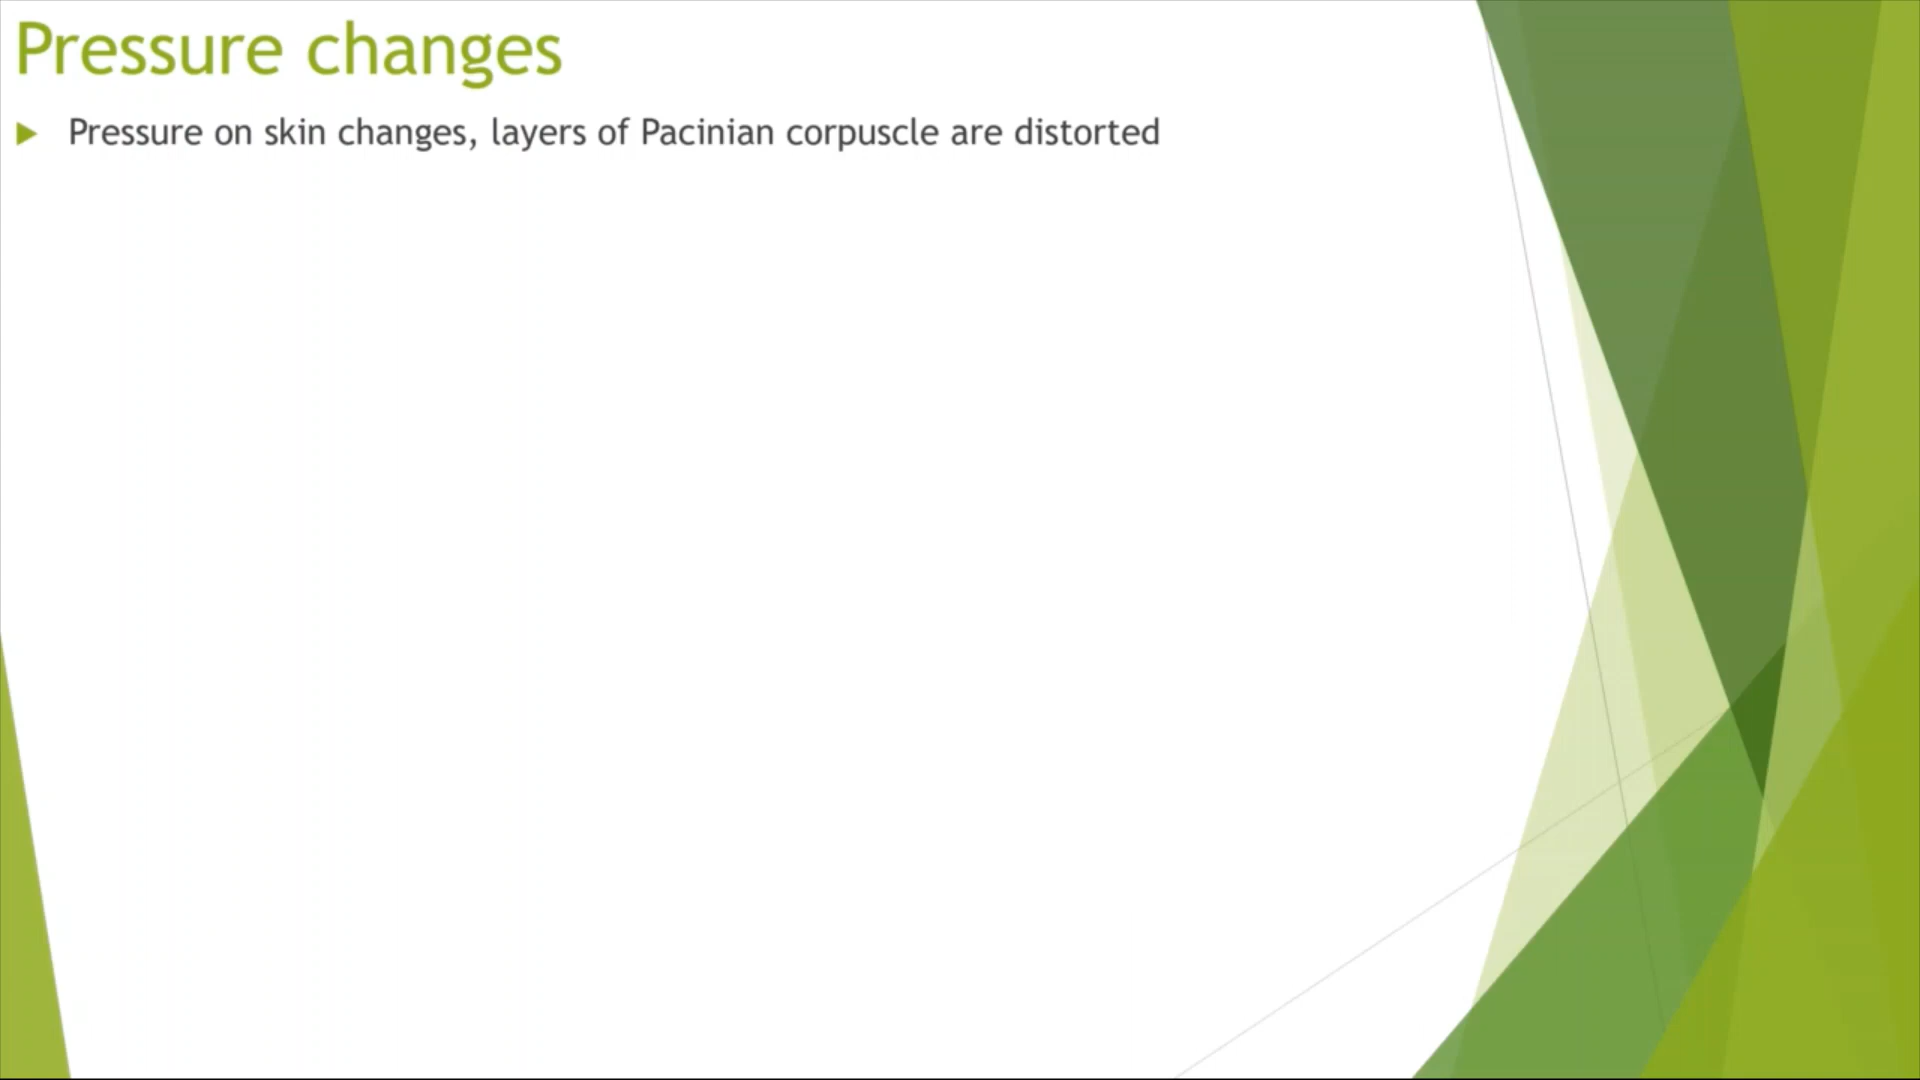 Pressure changes
Pressure on skin changes, layers of Pacinian corpuscle are distorted